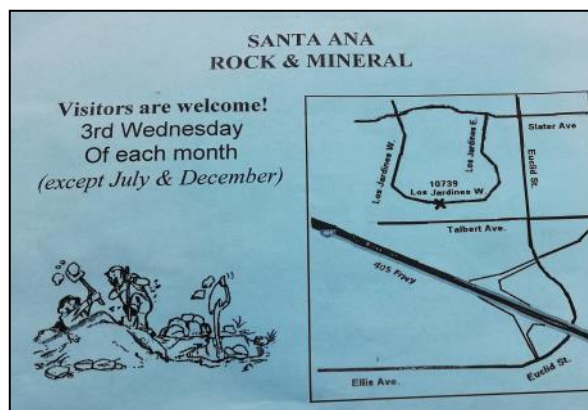 SANTA ANA
ROCK & MINERAL
Visitors are welcome!
3rd Wednesday
Of each month
(except July & December)
Slater Ave
Los Jardines W.
Los Jardines E.
Euclid St.
10739
Los Jardines W.
Talbert Ave.
405 Frwy
Ellis Ave.
Euclid St.